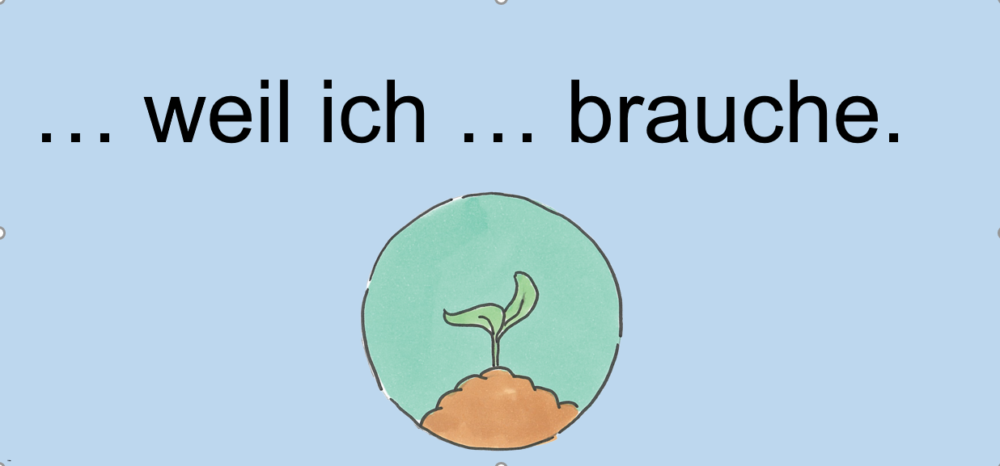 … weil ich … brauche.